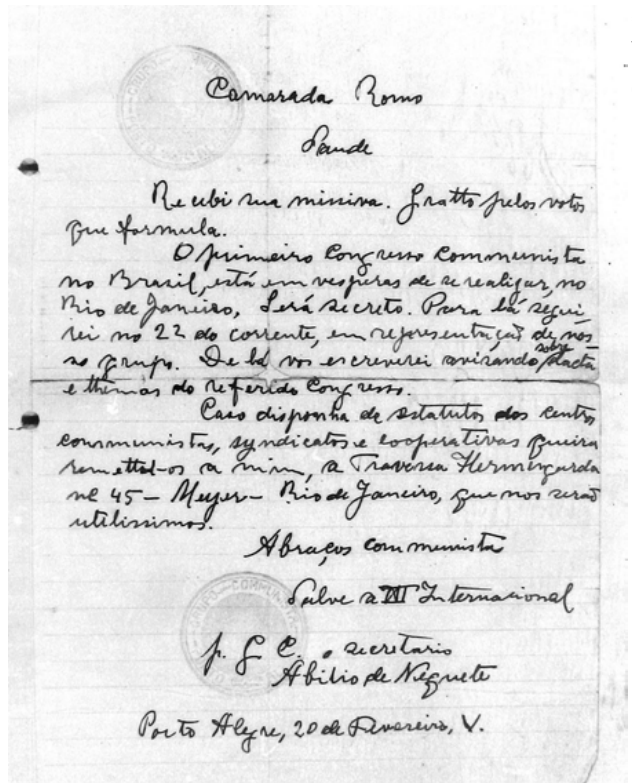 Camarada Romo
Saude
Recebi sua missiva. Gratto pelos votos
que formula.
O primeiro Congresso Communista
no Brasil, está em vesperas de se realizar, no
Rio de Janeiro, Será secreto. Para lá segui-
rei no 22 do corrente, em representação de nos-
so grupo. De lá vos escreverei avisando sobre dacta
e themas do referido Congresso.
Caso disponha de estatutos dos centros
communistas, syndicatos e cooperativas queira
remettel-os a mim, a Travessa Hermengarda
nº 45 - Meyer - Rio de Janeiro, que nos serão
utilissimos.
Abraços communista
Salve a III Internacional
p. G. C. o secretario
Abilio de Nequete
Porto Alegre, 20 de Fevereiro, V.
GRUPO COMMUNISTA